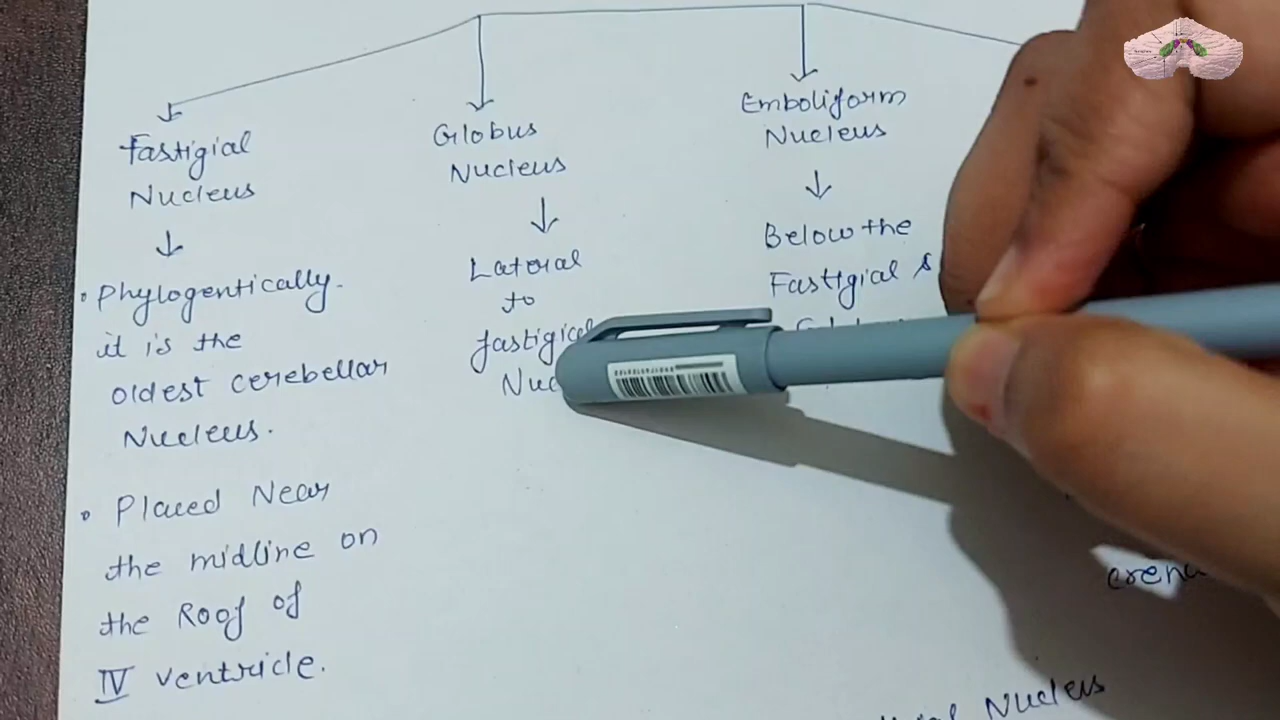 Fastigial
Nucleus
• Phylogentically.
it is the
oldest cerebellar
Nucleus.
• Placed Near
the midline on
the Roof of
IV ventricle.
Globus
Nucleus
Lateral
to
fastigial
Emboliform
Nucleus
Below the
Fastigial &
Nucleus